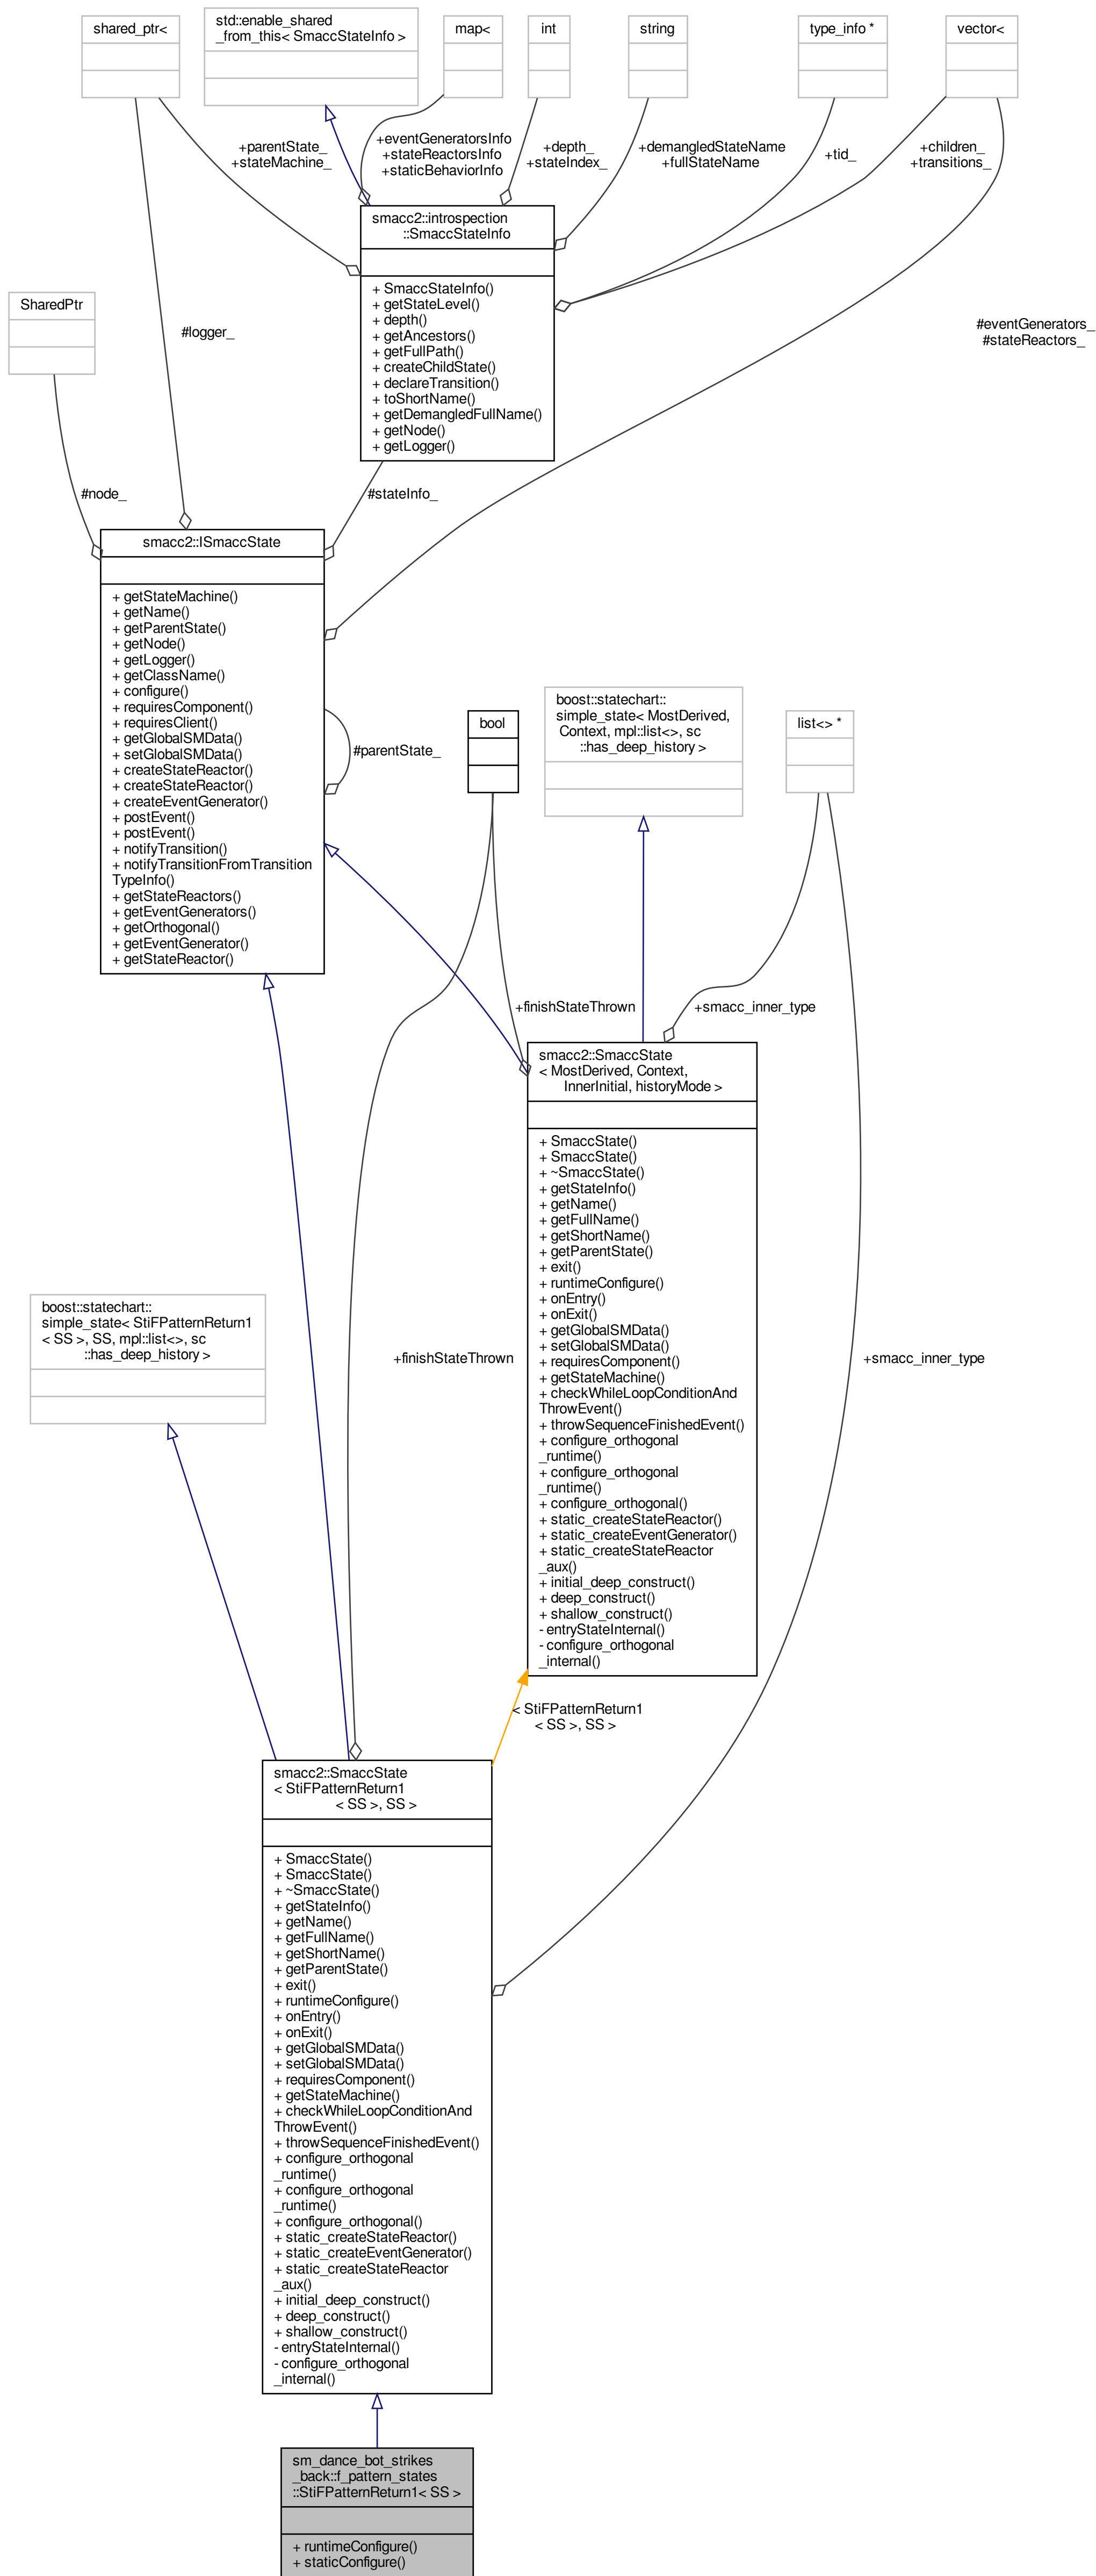 shared_ptr<
std::enable_shared
_from_this< SmaccStateInfo >
map<
int
string
type_info *
vector<
+parentState_
+stateMachine_
+eventGeneratorsInfo
+stateReactorsInfo
+staticBehaviorInfo
+depth_
+stateIndex_
+demangledStateName
+fullStateName
+tid_
+children_
+transitions_
smacc2::introspection
::SmaccStateInfo
+ SmaccStateInfo()
+ getStateLevel()
+ depth()
+ getAncestors()
+ getFullPath()
+ createChildState()
+ declareTransition()
+ toShortName()
+ getDemangledFullName()
+ getNode()
+ getLogger()
SharedPtr
#logger_
#eventGenerators_
#stateReactors_
#node_
#stateInfo_
smacc2::ISmaccState
+ getStateMachine()
+ getName()
+ getParentState()
+ getNode()
+ getLogger()
+ getClassName()
+ configure()
+ requiresComponent()
+ requiresClient()
+ getGlobalSMData()
+ setGlobalSMData()
+ createStateReactor()
+ createStateReactor()
+ createEventGenerator()
+ postEvent()
+ postEvent()
+ notifyTransition()
+ notifyTransitionFromTransition
TypeInfo()
+ getStateReactors()
+ getEventGenerators()
+ getOrthogonal()
+ getEventGenerator()
+ getStateReactor()
#parentState_
bool
boost::statechart::
simple_state< MostDerived,
Context, mpl::list<>, sc
::has_deep_history >
list<> *
+finishStateThrown
+smacc_inner_type
smacc2::SmaccState
< MostDerived, Context,
InnerInitial, historyMode >
+ SmaccState()
+ SmaccState()
+ ~SmaccState()
+ getStateInfo()
+ getName()
+ getFullName()
+ getShortName()
+ getParentState()
+ exit()
+ runtimeConfigure()
+ onEntry()
+ onExit()
+ getGlobalSMData()
+ setGlobalSMData()
+ requiresComponent()
+ getStateMachine()
+ checkWhileLoopConditionAnd
ThrowEvent()
+ throwSequenceFinishedEvent()
+ configure_orthogonal
_runtime()
+ configure_orthogonal
_runtime()
+ configure_orthogonal()
+ static_createStateReactor()
+ static_createEventGenerator()
+ static_createStateReactor
_aux()
+ initial_deep_construct()
+ deep_construct()
+ shallow_construct()
- entryStateInternal()
- configure_orthogonal
_internal()
boost::statechart::
simple_state< StiFPatternReturn1
< SS >, SS, mpl::list<>, sc
::has_deep_history >
+finishStateThrown
+smacc_inner_type
< StiFPatternReturn1
< SS >, SS >
smacc2::SmaccState
< StiFPatternReturn1
< SS >, SS >
+ SmaccState()
+ SmaccState()
+ ~SmaccState()
+ getStateInfo()
+ getName()
+ getFullName()
+ getShortName()
+ getParentState()
+ exit()
+ runtimeConfigure()
+ onEntry()
+ onExit()
+ getGlobalSMData()
+ setGlobalSMData()
+ requiresComponent()
+ getStateMachine()
+ checkWhileLoopConditionAnd
ThrowEvent()
+ throwSequenceFinishedEvent()
+ configure_orthogonal
_runtime()
+ configure_orthogonal
_runtime()
+ configure_orthogonal()
+ static_createStateReactor()
+ static_createEventGenerator()
+ static_createStateReactor
_aux()
+ initial_deep_construct()
+ deep_construct()
+ shallow_construct()
- entryStateInternal()
- configure_orthogonal
_internal()
sm_dance_bot_strikes
_back::f_pattern_states
::StiFPatternReturn1< SS >
+ runtimeConfigure()
+ staticConfigure()